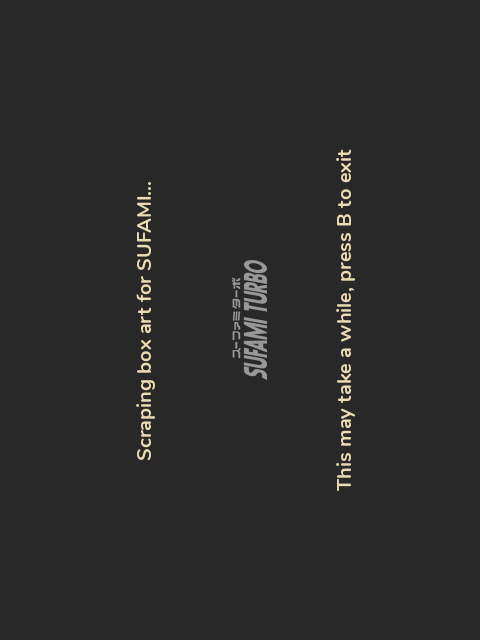 Scraping box art for SUFAMI...
スーファミターボ
SUFAMI TURBO
This may take a while, press B to exit